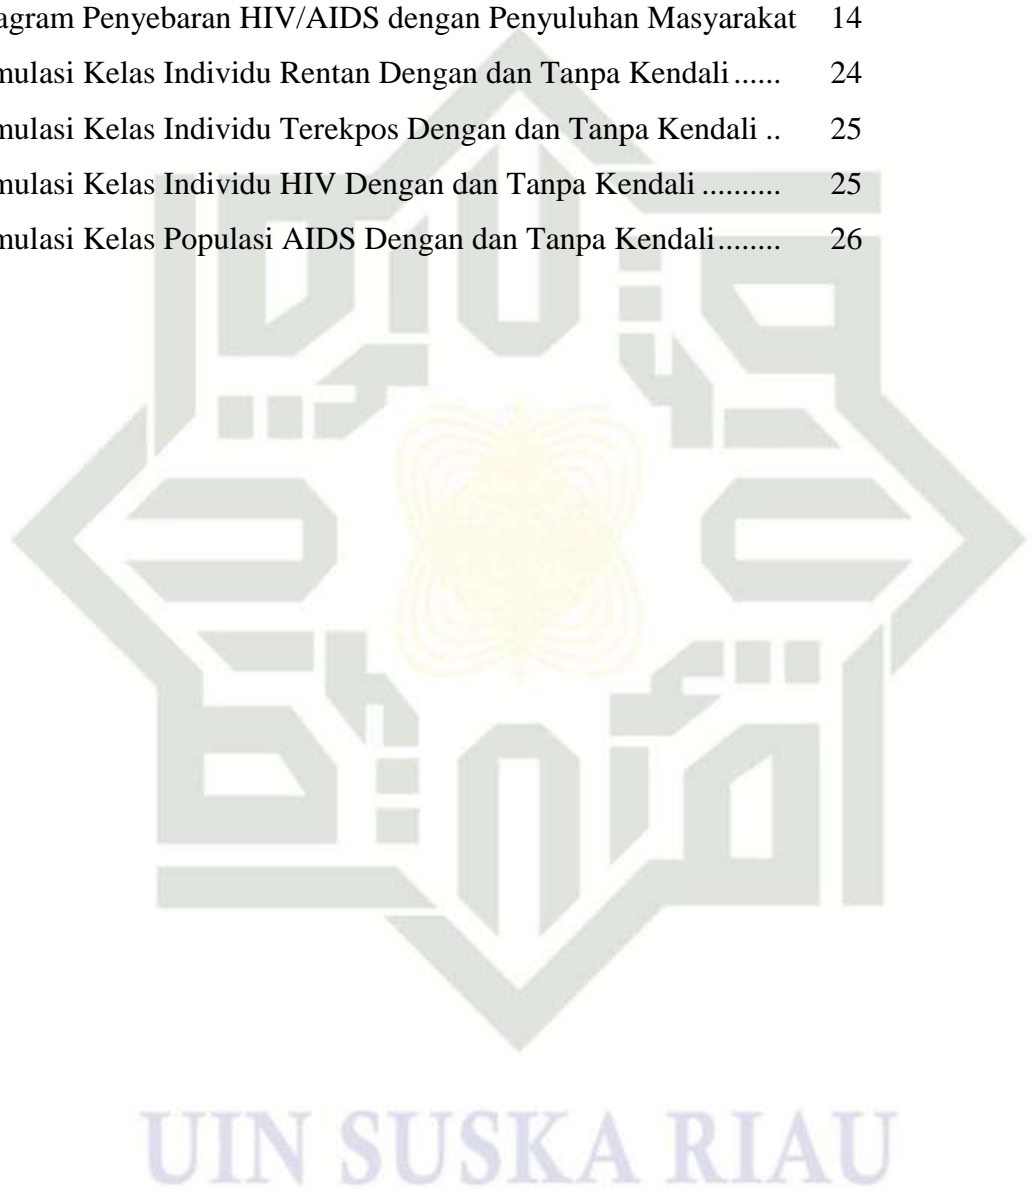 agram Penyebaran HIV/AIDS dengan Penyuluhan Masyarakat 14
mulasi Kelas Individu Rentan Dengan dan Tanpa Kendali ...... 24
mulasi Kelas Individu Terekpos Dengan dan Tanpa Kendali .. 25
mulasi Kelas Individu HIV Dengan dan Tanpa Kendali .......... 25
mulasi Kelas Populasi AIDS Dengan dan Tanpa Kendali........ 26
UIN SUSKA RIAU